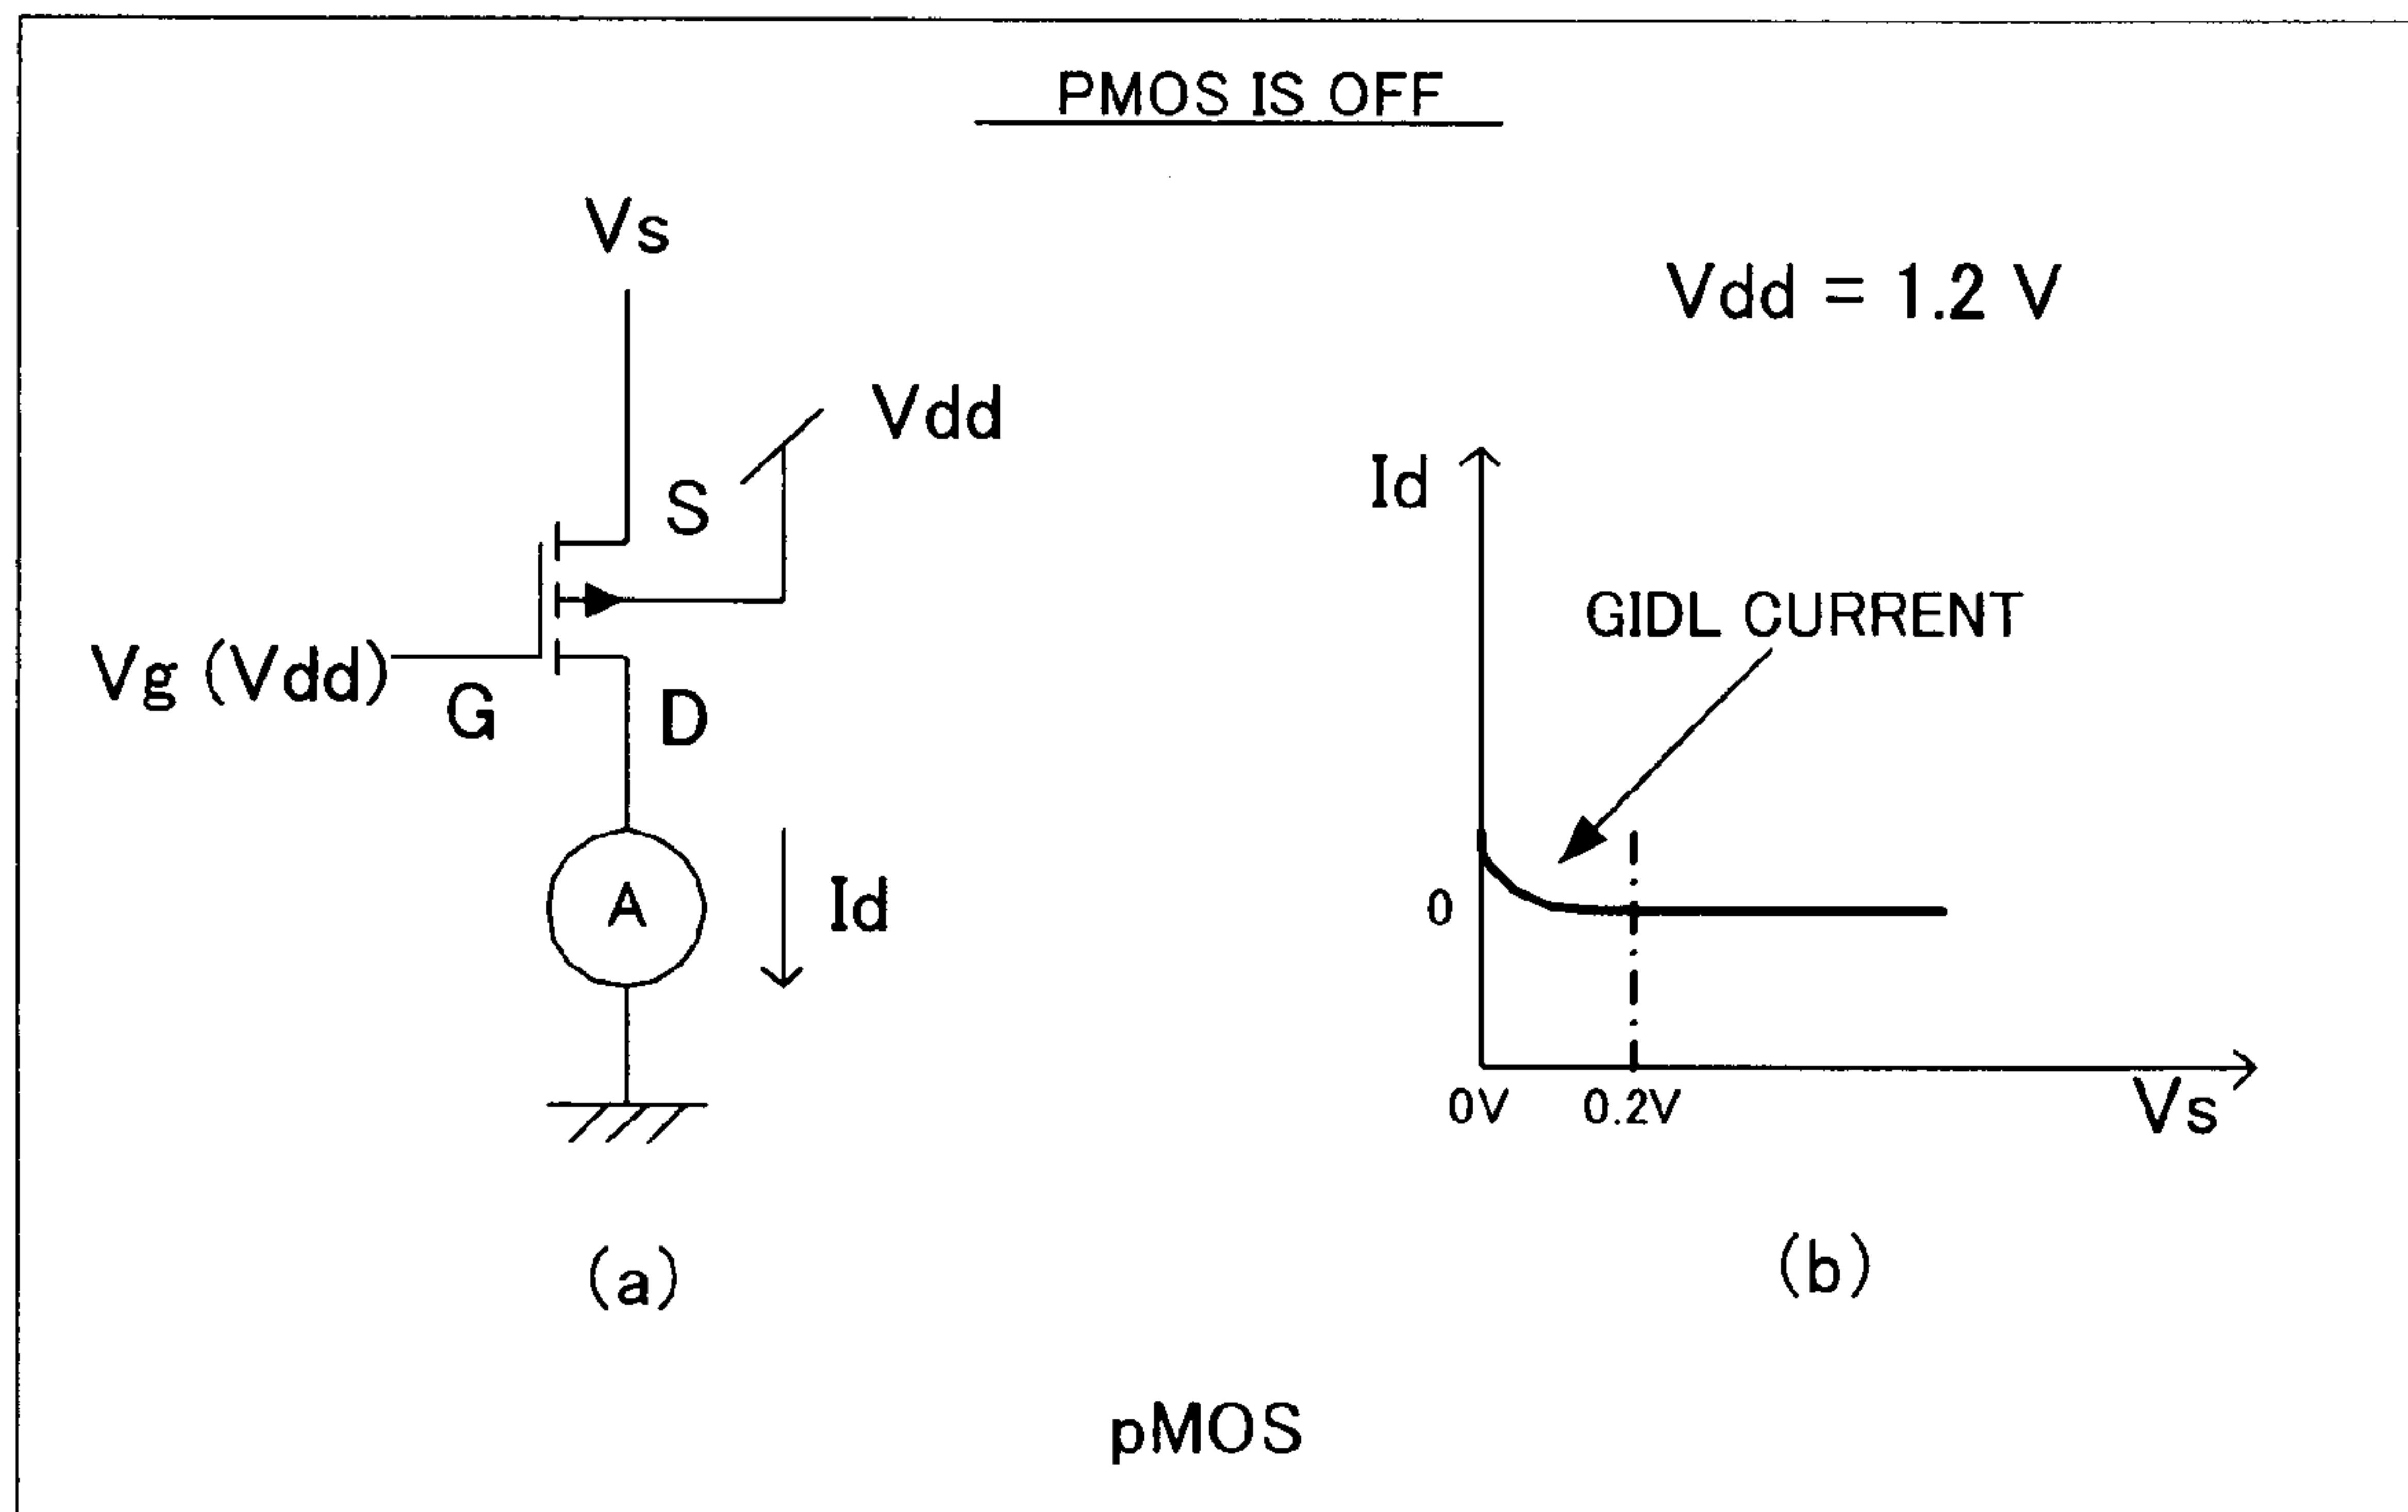 PMOS IS OFF
Vs
Vdd = 1.2 V
Vdd
S
Vg (Vdd)
G
D
A
Id
Id
GIDL CURRENT
0
0V
0.2V
Vs
(a)
(b)
pMOS